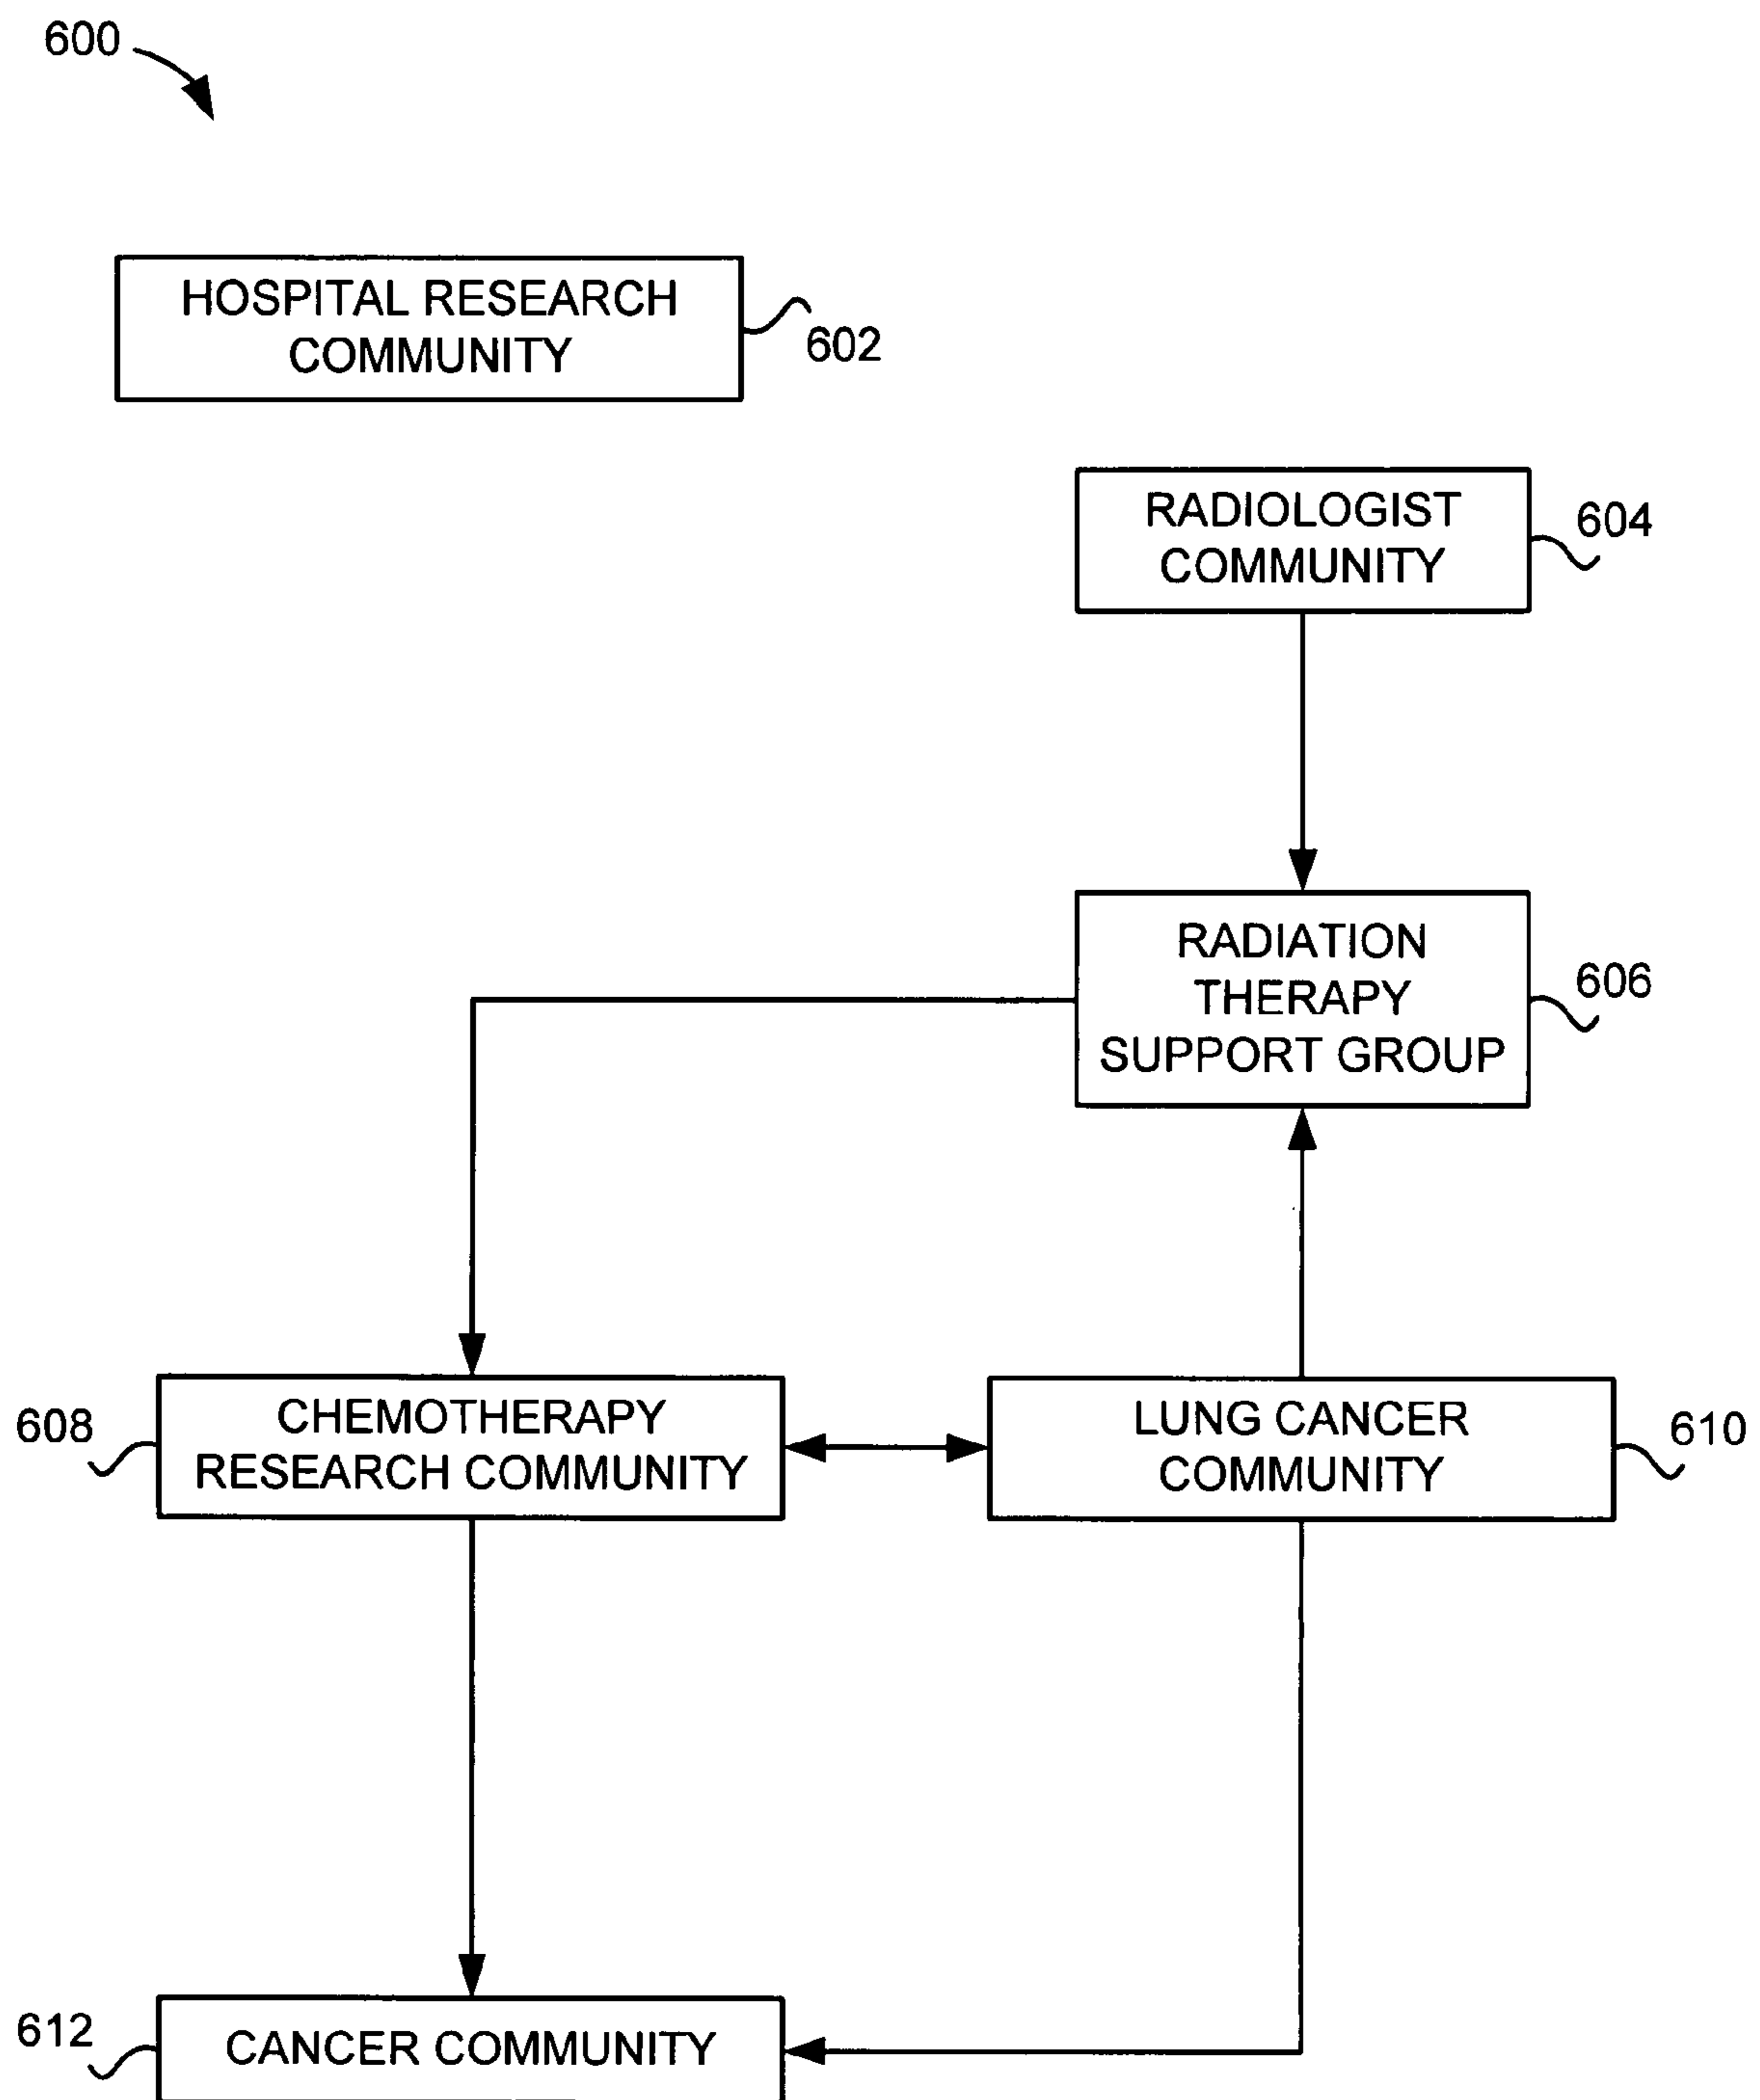 600
HOSPITAL RESEARCH
COMMUNITY
602
RADIOLOGIST
COMMUNITY
604
RADIATION
THERAPY
SUPPORT GROUP
606
608
CHEMOTHERAPY
RESEARCH COMMUNITY
LUNG CANCER
COMMUNITY
610
612
CANCER COMMUNITY